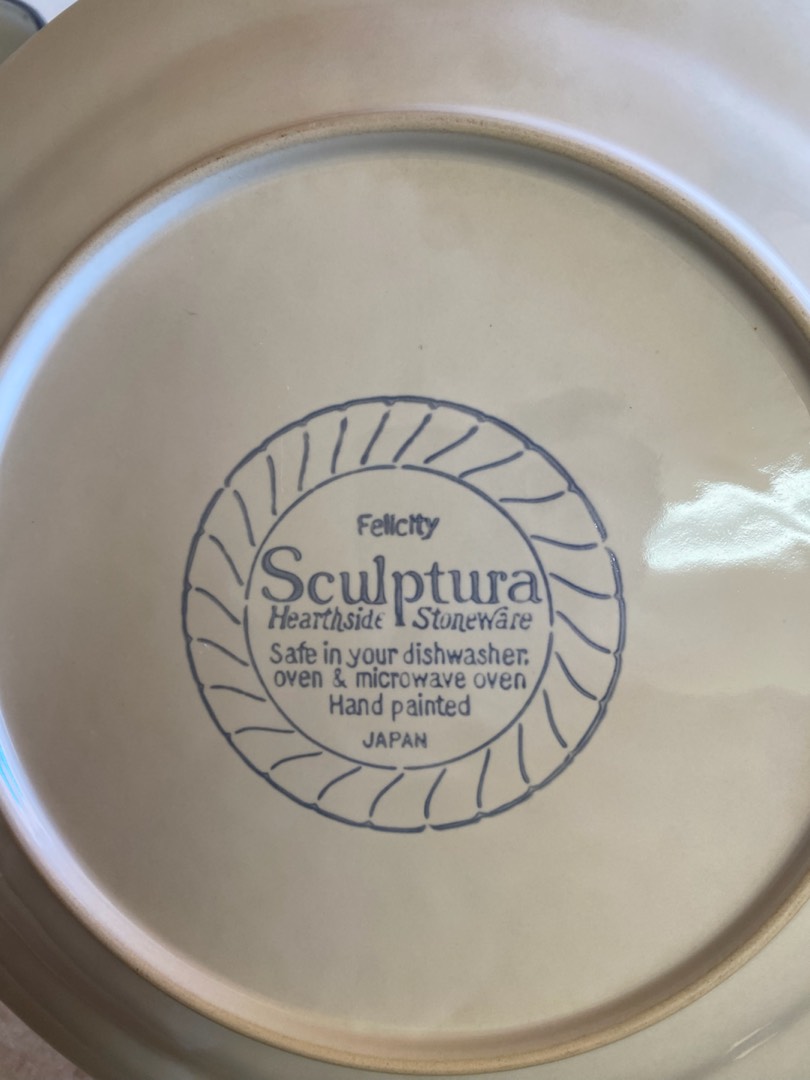 Felicity
Sculptura
Hearthside Stoneware
Safe in your dishwasher,
oven & microwave oven
Hand painted
JAPAN